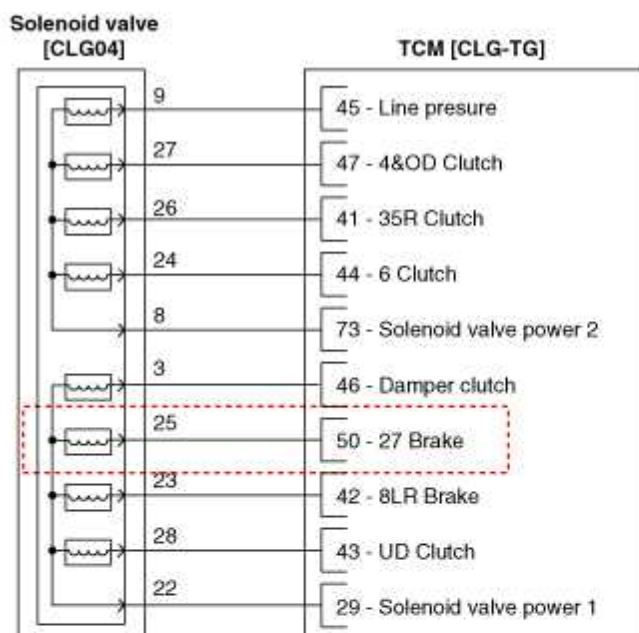 Solenoid valve
[CLG04]
TCM [CLG-TG]
9
45 - Line presure
27
47 - 4&OD Clutch
26
41 - 35R Clutch
24
44 - 6 Clutch
8
73 - Solenoid valve power 2
3
46 - Damper clutch
25
50 - 27 Brake
23
42 - 8LR Brake
28
43 - UD Clutch
22
29 - Solenoid valve power 1